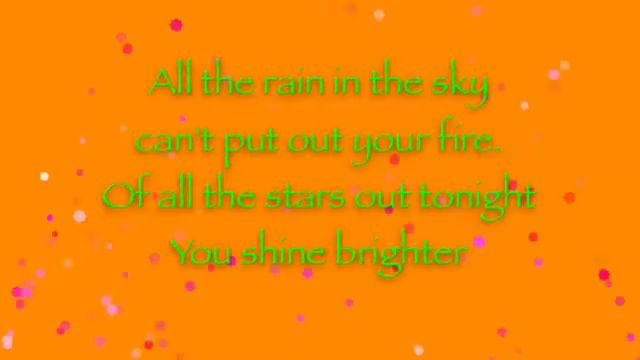 All the rain in the sky
can't put out your fire.
Of all the stars out tonight
You shine brighter